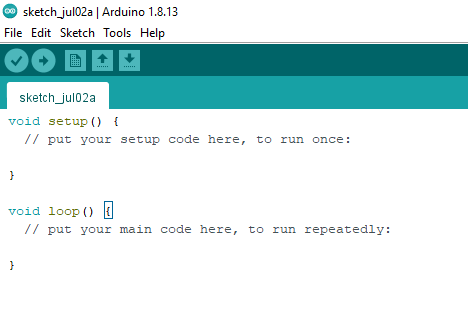 sketch_jul02a | Arduino 1.8.13
File Edit Sketch Tools Help
sketch_jul02a
void setup() {
  // put your setup code here, to run once:
}
void loop() {
  // put your main code here, to run repeatedly:
}